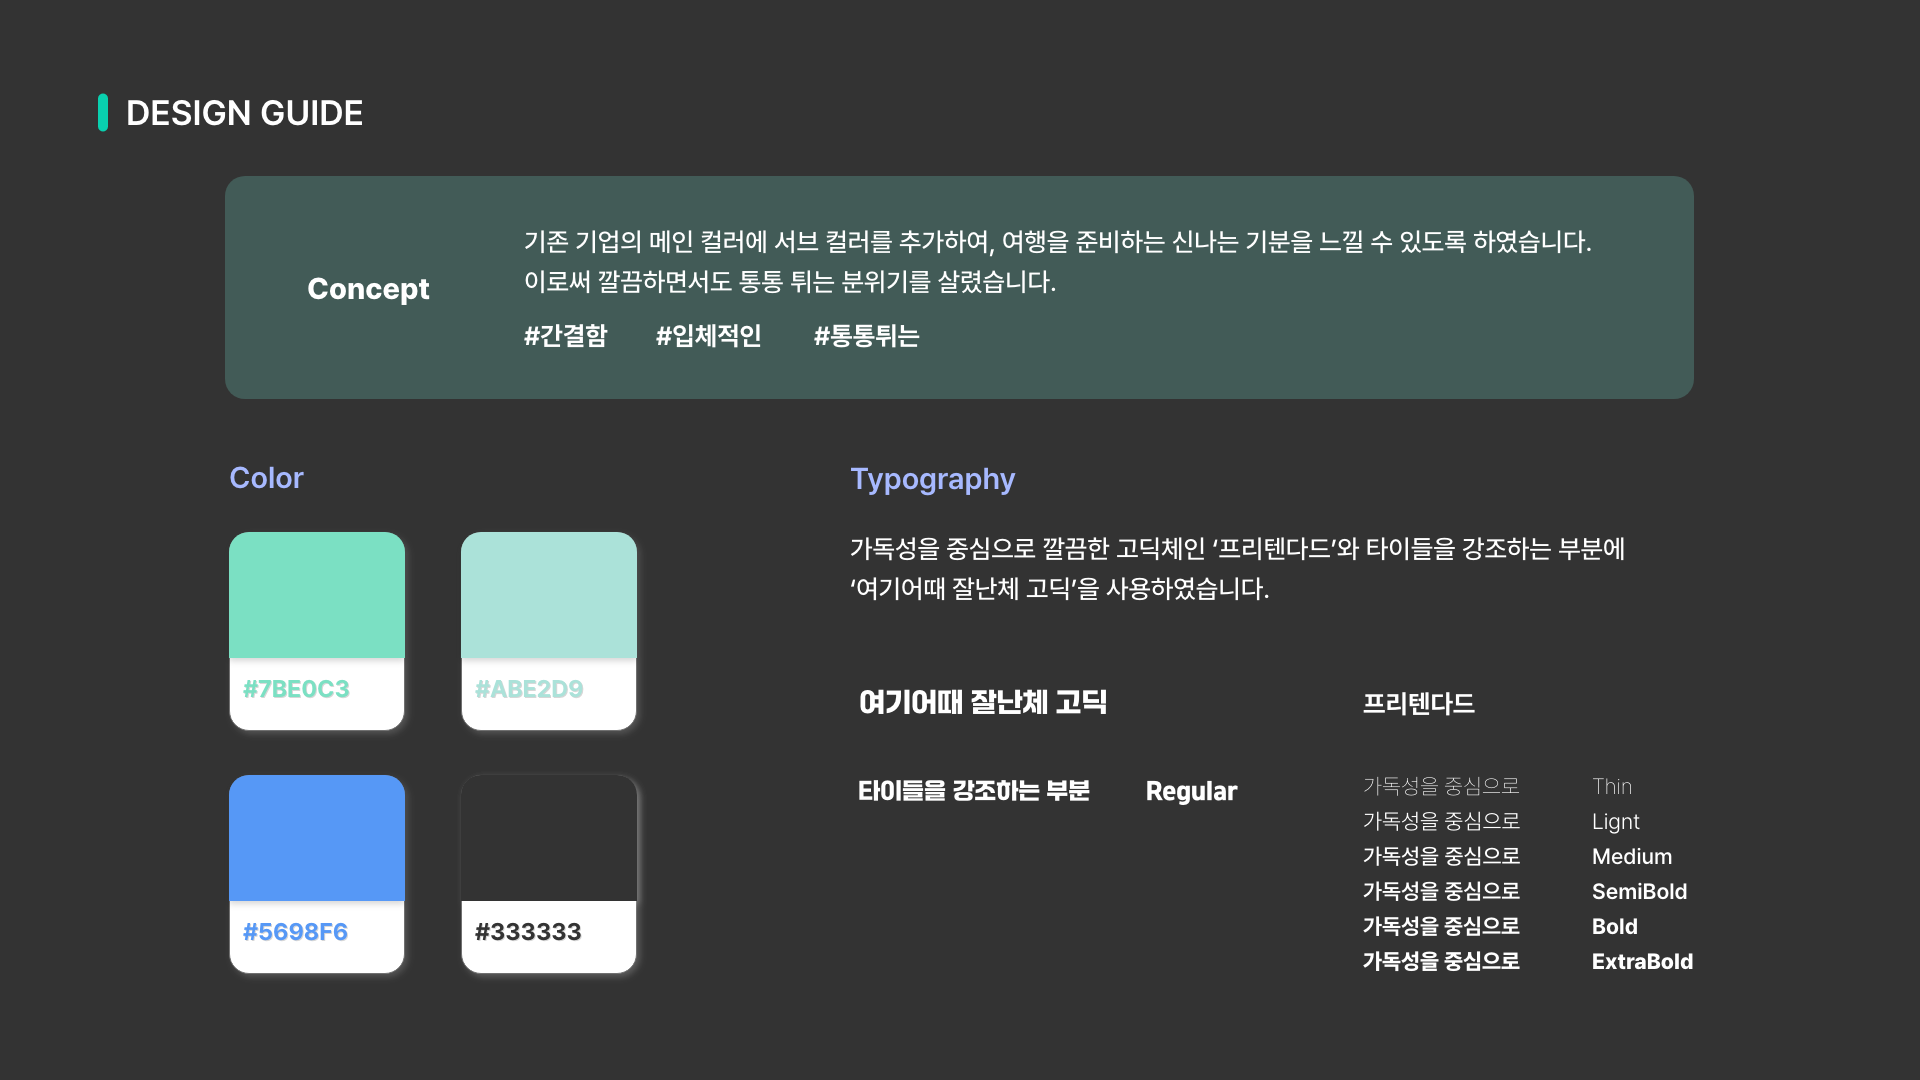 DESIGN GUIDE
Concept
기존 기업의 메인 컬러에 서브 컬러를 추가하여, 여행을 준비하는 신나는 기분을 느낄 수 있도록 하였습니다.
이로써 깔끔하면서도 통통 튀는 분위기를 살렸습니다.
#간결함 #입체적인 #통통튀는
Color
#7BE0C3
#ABE2D9
#5698F6
#333333
Typography
가독성을 중심으로 깔끔한 고딕체인 ‘프리텐다드’와 타이들을 강조하는 부분에
‘여기어때 잘난체 고딕’을 사용하였습니다.
여기어때 잘난체 고딕
타이들을 강조하는 부분 Regular
프리텐다드
가독성을 중심으로 Thin
가독성을 중심으로 Lignt
가독성을 중심으로 Medium
가독성을 중심으로 SemiBold
가독성을 중심으로 Bold
가독성을 중심으로 ExtraBold